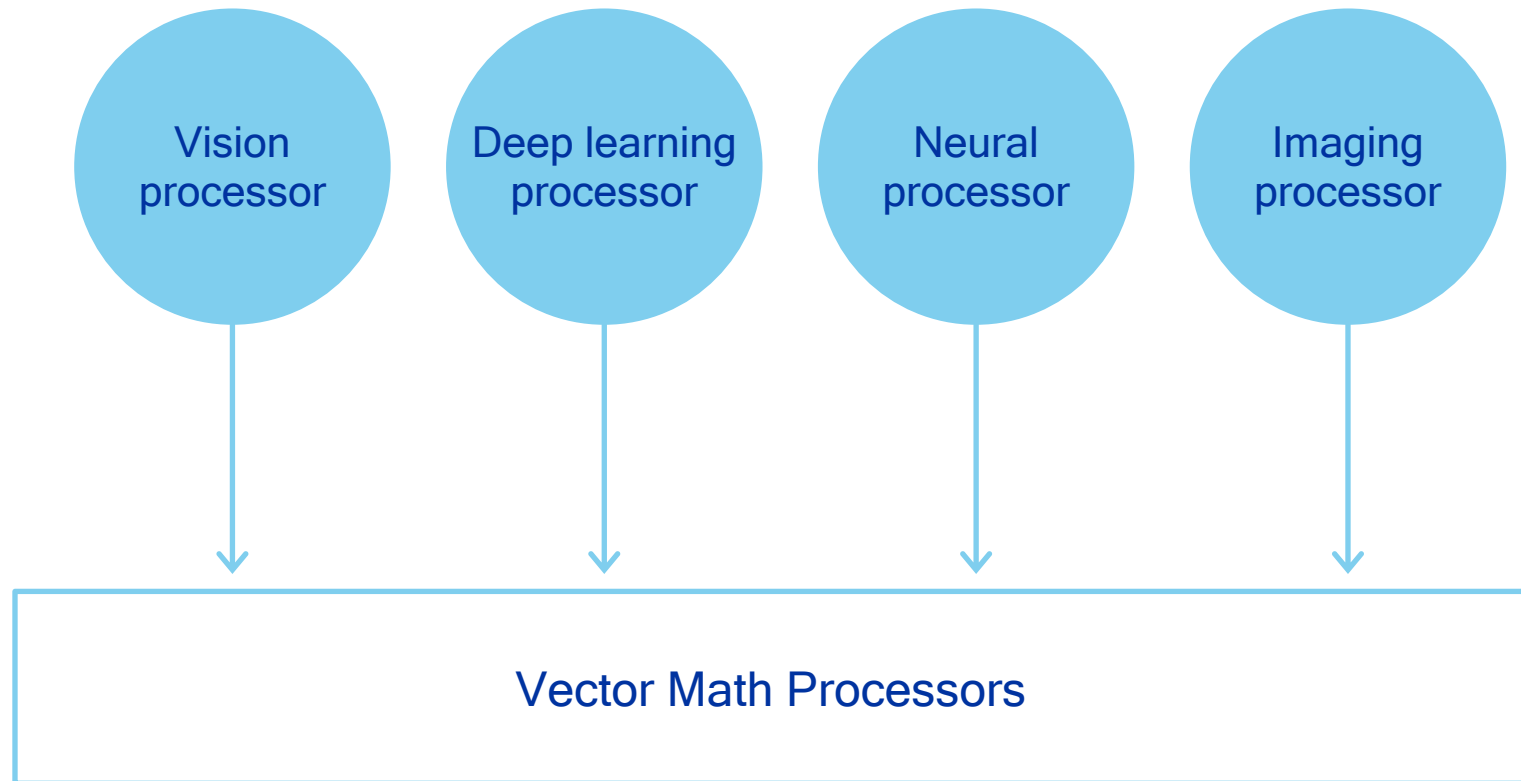 Vision
processor
Deep learning
processor
Neural
processor
Imaging
processor
Vector Math Processors